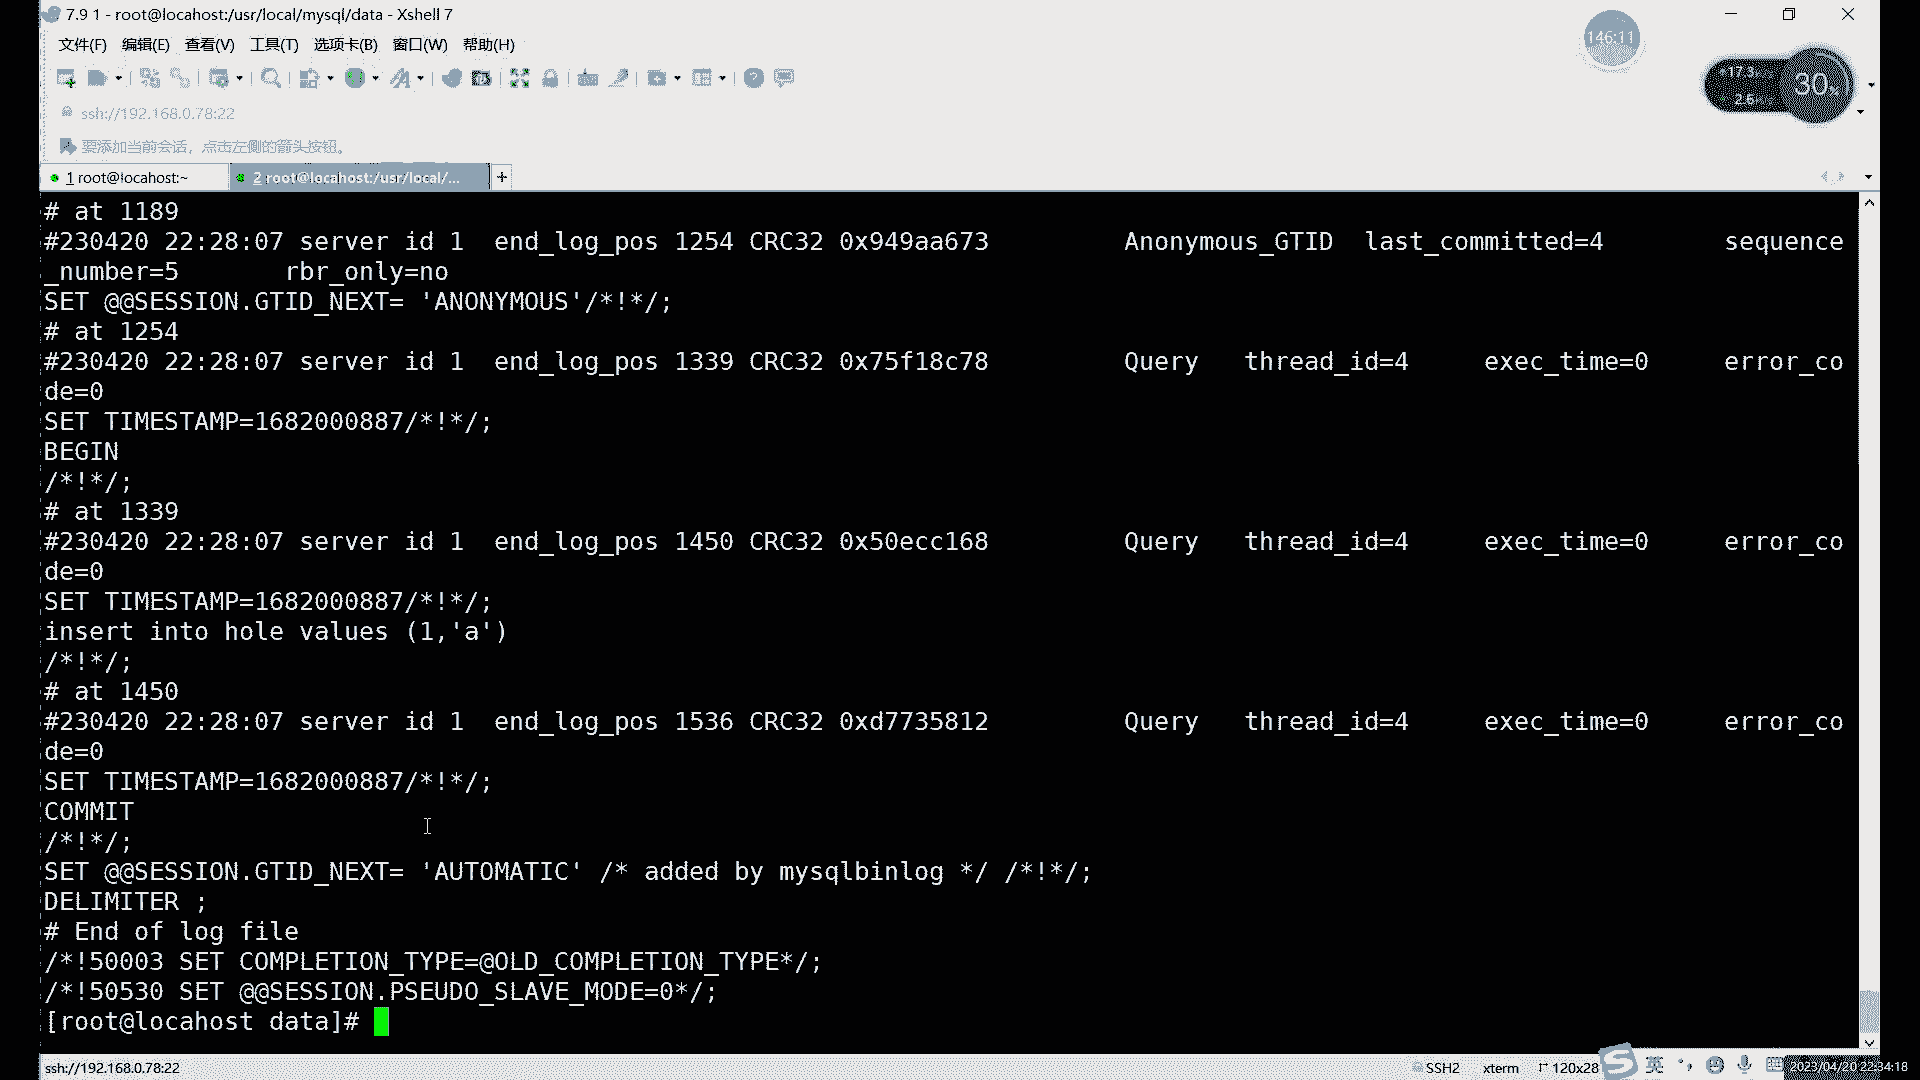 7.9 1 - root@locahost:/usr/local/mysql/data - Xshell 7
146:11
文件(F) 编辑(E) 查看(V) 工具(T) 选项卡(B) 窗口(W) 帮助(H)
17.3
30%
2.6
ssh://192.168.0.78:22
要添加当前会话，点击左侧的箭头按钮。
1 root@locahost:~ 2 root@locahost:/usr/local/... +
# at 1189
#230420 22:28:07 server id 1  end_log_pos 1254 CRC32 0x949aa673         Anonymous_GTID  last_committed=4        sequence
_number=5       rbr_only=no
SET @@SESSION.GTID_NEXT= 'ANONYMOUS'/*!*/;
# at 1254
#230420 22:28:07 server id 1  end_log_pos 1339 CRC32 0x75f18c78         Query   thread_id=4     exec_time=0     error_co
de=0
SET TIMESTAMP=1682000887/*!*/;
BEGIN
/*!*/;
# at 1339
#230420 22:28:07 server id 1  end_log_pos 1450 CRC32 0x50ecc168         Query   thread_id=4     exec_time=0     error_co
de=0
SET TIMESTAMP=1682000887/*!*/;
insert into hole values (1,'a')
/*!*/;
# at 1450
#230420 22:28:07 server id 1  end_log_pos 1536 CRC32 0xd7735812         Query   thread_id=4     exec_time=0     error_co
de=0
SET TIMESTAMP=1682000887/*!*/;
COMMIT
/*!*/;
SET @@SESSION.GTID_NEXT= 'AUTOMATIC' /* added by mysqlbinlog */ /*!*/;
DELIMITER ;
# End of log file
/*!50003 SET COMPLETION_TYPE=@OLD_COMPLETION_TYPE*/;
/*!50530 SET @@SESSION.PSEUDO_SLAVE_MODE=0*/;
[root@locahost data]#
ssh://192.168.0.78:22 SSH2 xterm 120x28 英 2023/04/20 22:34:18